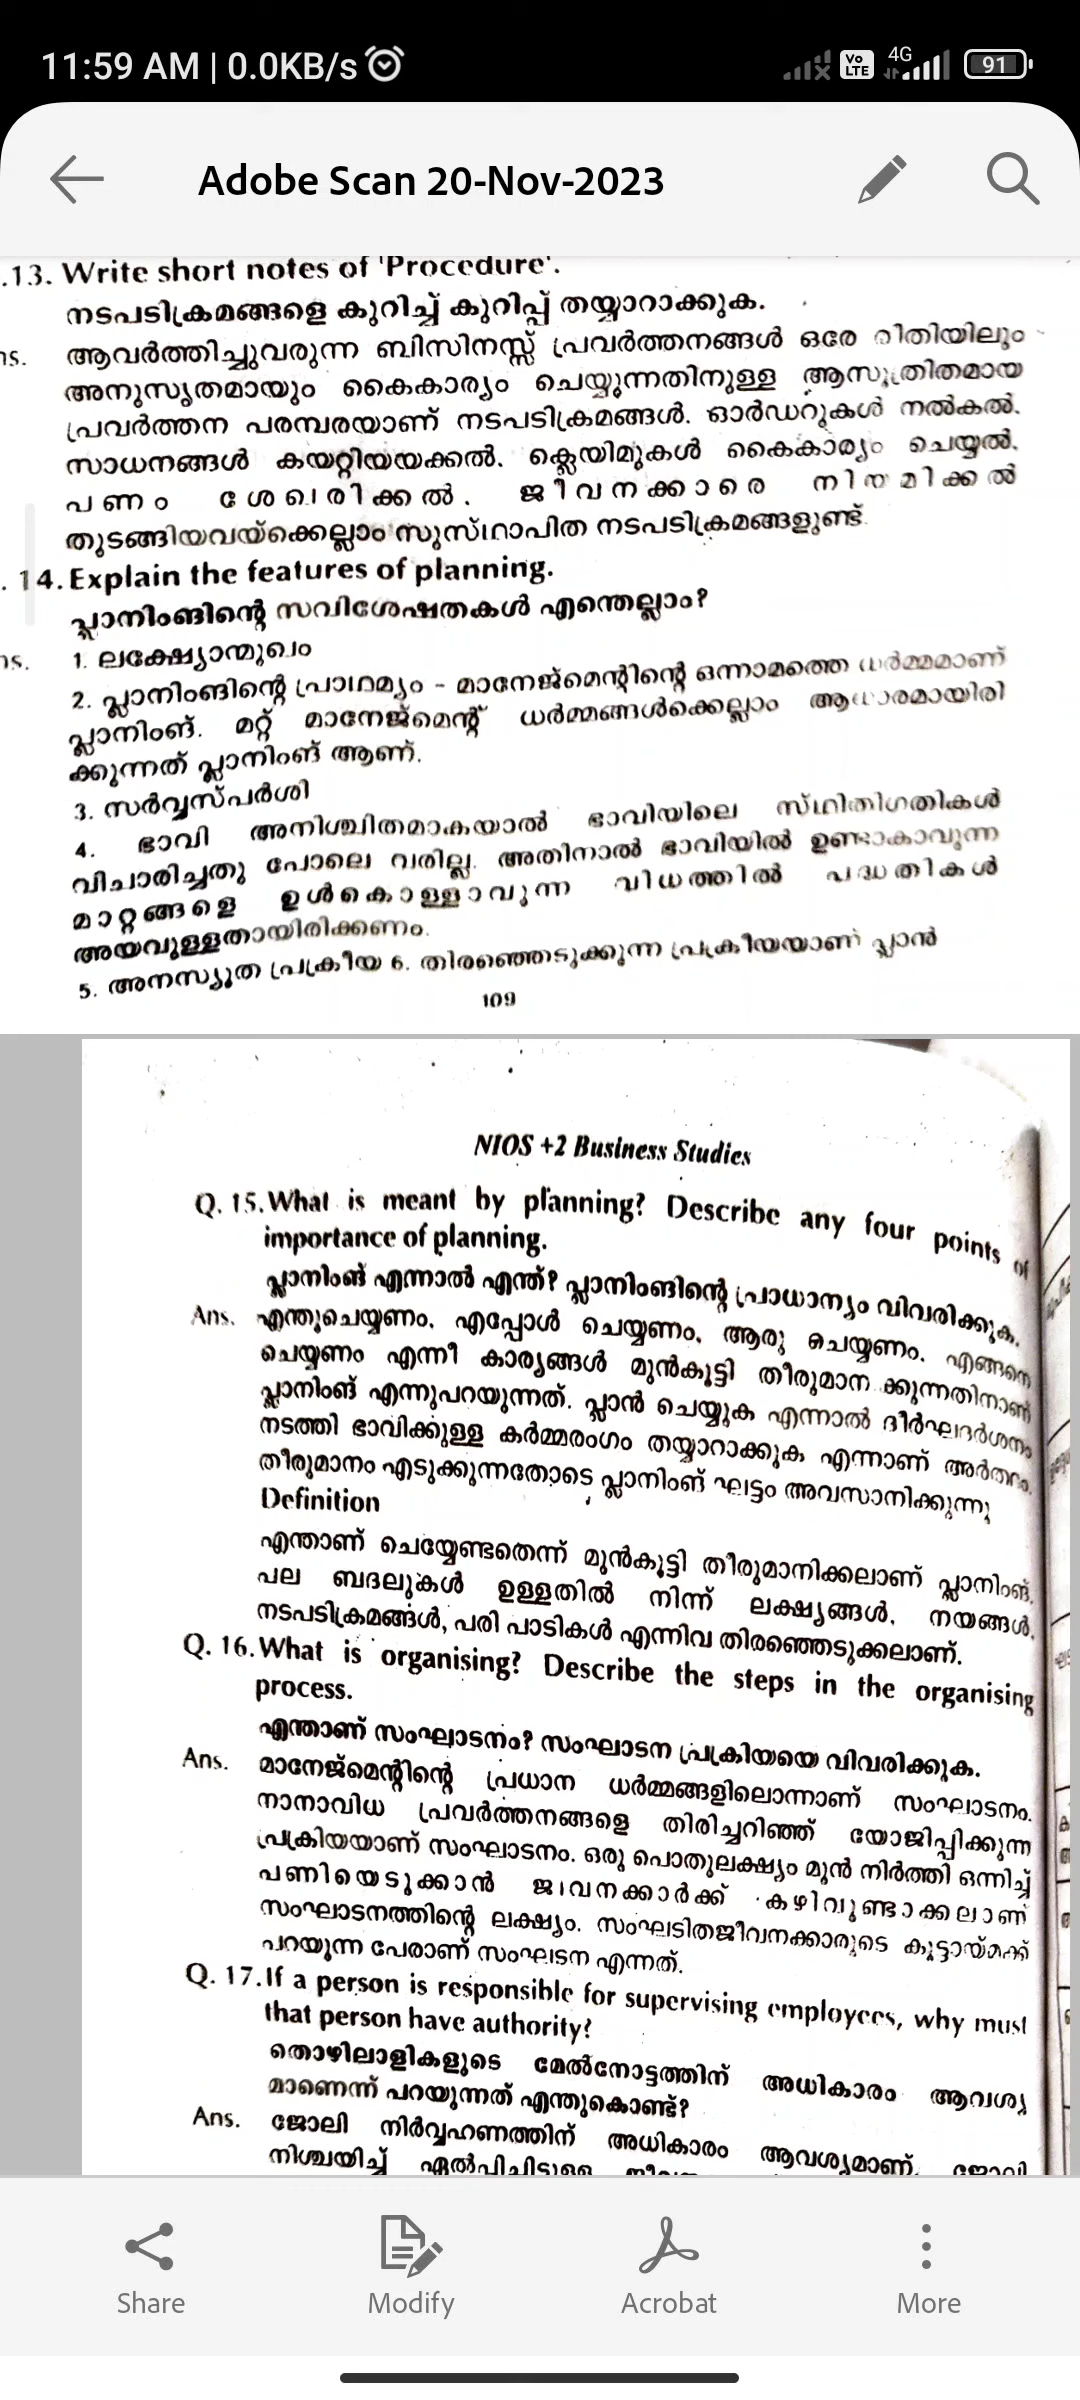 11:59 AM | 0.0KB/s
Vo LTE 4G 91
Adobe Scan 20-Nov-2023
.13. Write short notes of 'Procedure'.
നടപടിക്രമങ്ങളെ കുറിച്ച് കുറിപ്പ് തയ്യാറാക്കുക.
ns. ആവർത്തിച്ചുവരുന്ന ബിസിനസ്സ് പ്രവർത്തനങ്ങൾ ഒരേ രീതിയിലും
അനുസൃതമായും കൈകാര്യം ചെയ്യുന്നതിനുള്ള ആസൂത്രിതമായ
പ്രവർത്തന പരമ്പരയാണ് നടപടിക്രമങ്ങൾ. ഓർഡറുകൾ നൽകൽ.
സാധനങ്ങൾ കയറ്റിയയക്കൽ. ക്ലെയിമുകൾ കൈകാര്യം ചെയ്യൽ.
പണം ശേഖരിക്കൽ. ജീവനക്കാരെ നിയമിക്കൽ
തുടങ്ങിയവയ്ക്കെല്ലാം സുസ്ഥാപിത നടപടിക്രമങ്ങളുണ്ട്.
. 14. Explain the features of planning.
പ്ലാനിംങിന്റെ സവിശേഷതകൾ എന്തെല്ലാം?
ns. 1. ലക്ഷ്യോന്മുഖം
2. പ്ലാനിംങിന്റെ പ്രാഥമ്യം - മാനേജ്മെന്റിന്റെ ഒന്നാമത്തെ ധർമ്മമാണ്
പ്ലാനിംങ്. മറ്റ് മാനേജ്മെന്റ് ധർമ്മങ്ങൾക്കെല്ലാം ആധാരമായിരി
ക്കുന്നത് പ്ലാനിംങ് ആണ്.
3. സർവ്വസ്പർശി
4. ഭാവി അനിശ്ചിതമാകയാൽ ഭാവിയിലെ സ്ഥിതിഗതികൾ
വിചാരിച്ചതു പോലെ വരില്ല. അതിനാൽ ഭാവിയിൽ ഉണ്ടാകാവുന്ന
മാറ്റങ്ങളെ ഉൾകൊള്ളാവുന്ന വിധത്തിൽ പദ്ധതികൾ
അയവുള്ളതായിരിക്കണം.
5. അനസ്യൂത പ്രക്രീയ 6. തിരഞ്ഞെടുക്കുന്ന പ്രക്രീയയാണ് പ്ലാൻ
109
NIOS +2 Business Studies
Q. 15. What is meant by planning? Describe any four points of
importance of planning.
പ്ലാനിംങ് എന്നാൽ എന്ത്? പ്ലാനിംങിന്റെ പ്രാധാന്യം വിവരിക്കുക.
Ans. എന്തുചെയ്യണം. എപ്പോൾ ചെയ്യണം. ആരു ചെയ്യണം. എങ്ങനെ
ചെയ്യണം എന്നീ കാര്യങ്ങൾ മുൻകൂട്ടി തീരുമാന ക്കുന്നതിനാണ്
പ്ലാനിംങ് എന്നുപറയുന്നത്. പ്ലാൻ ചെയ്യുക എന്നാൽ ദീർഘദർശനം
നടത്തി ഭാവിക്കുള്ള കർമ്മരംഗം തയ്യാറാക്കുക എന്നാണ് അർത്ഥം.
തീരുമാനം എടുക്കുന്നതോടെ പ്ലാനിംങ് ഘട്ടം അവസാനിക്കുന്നു
Definition
എന്താണ് ചെയ്യേണ്ടതെന്ന് മുൻകൂട്ടി തീരുമാനിക്കലാണ് പ്ലാനിംങ്.
പല ബദലുകൾ ഉള്ളതിൽ നിന്ന് ലക്ഷ്യങ്ങൾ. നയങ്ങൾ.
നടപടിക്രമങ്ങൾ, പരി പാടികൾ എന്നിവ തിരഞ്ഞെടുക്കലാണ്.
Q. 16. What is organising? Describe the steps in the organising
process.
എന്താണ് സംഘാടനം? സംഘാടന പ്രക്രിയയെ വിവരിക്കുക.
Ans. മാനേജ്മെന്റിന്റെ പ്രധാന ധർമ്മങ്ങളിലൊന്നാണ് സംഘാടനം.
നാനാവിധ പ്രവർത്തനങ്ങളെ തിരിച്ചറിഞ്ഞ് യോജിപ്പിക്കുന്ന
പ്രക്രിയയാണ് സംഘാടനം. ഒരു പൊതുലക്ഷ്യം മുൻ നിർത്തി ഒന്നിച്ച്
പണിയെടുക്കാൻ ജീവനക്കാർക്ക് കഴിവുണ്ടാക്കലാണ്
സംഘാടനത്തിന്റെ ലക്ഷ്യം. സംഘടിതജീവനക്കാരുടെ കൂട്ടായ്മക്ക്
പറയുന്ന പേരാണ് സംഘടന എന്നത്.
Q. 17. If a person is responsible for supervising employees, why must
that person have authority?
തൊഴിലാളികളുടെ മേൽനോട്ടത്തിന് അധികാരം ആവശ്യ
മാണെന്ന് പറയുന്നത് എന്തുകൊണ്ട്?
Ans. ജോലി നിർവ്വഹണത്തിന് അധികാരം ആവശ്യമാണ്. ജോലി
നിശ്ചയിച്ച്
Share Modify Acrobat More